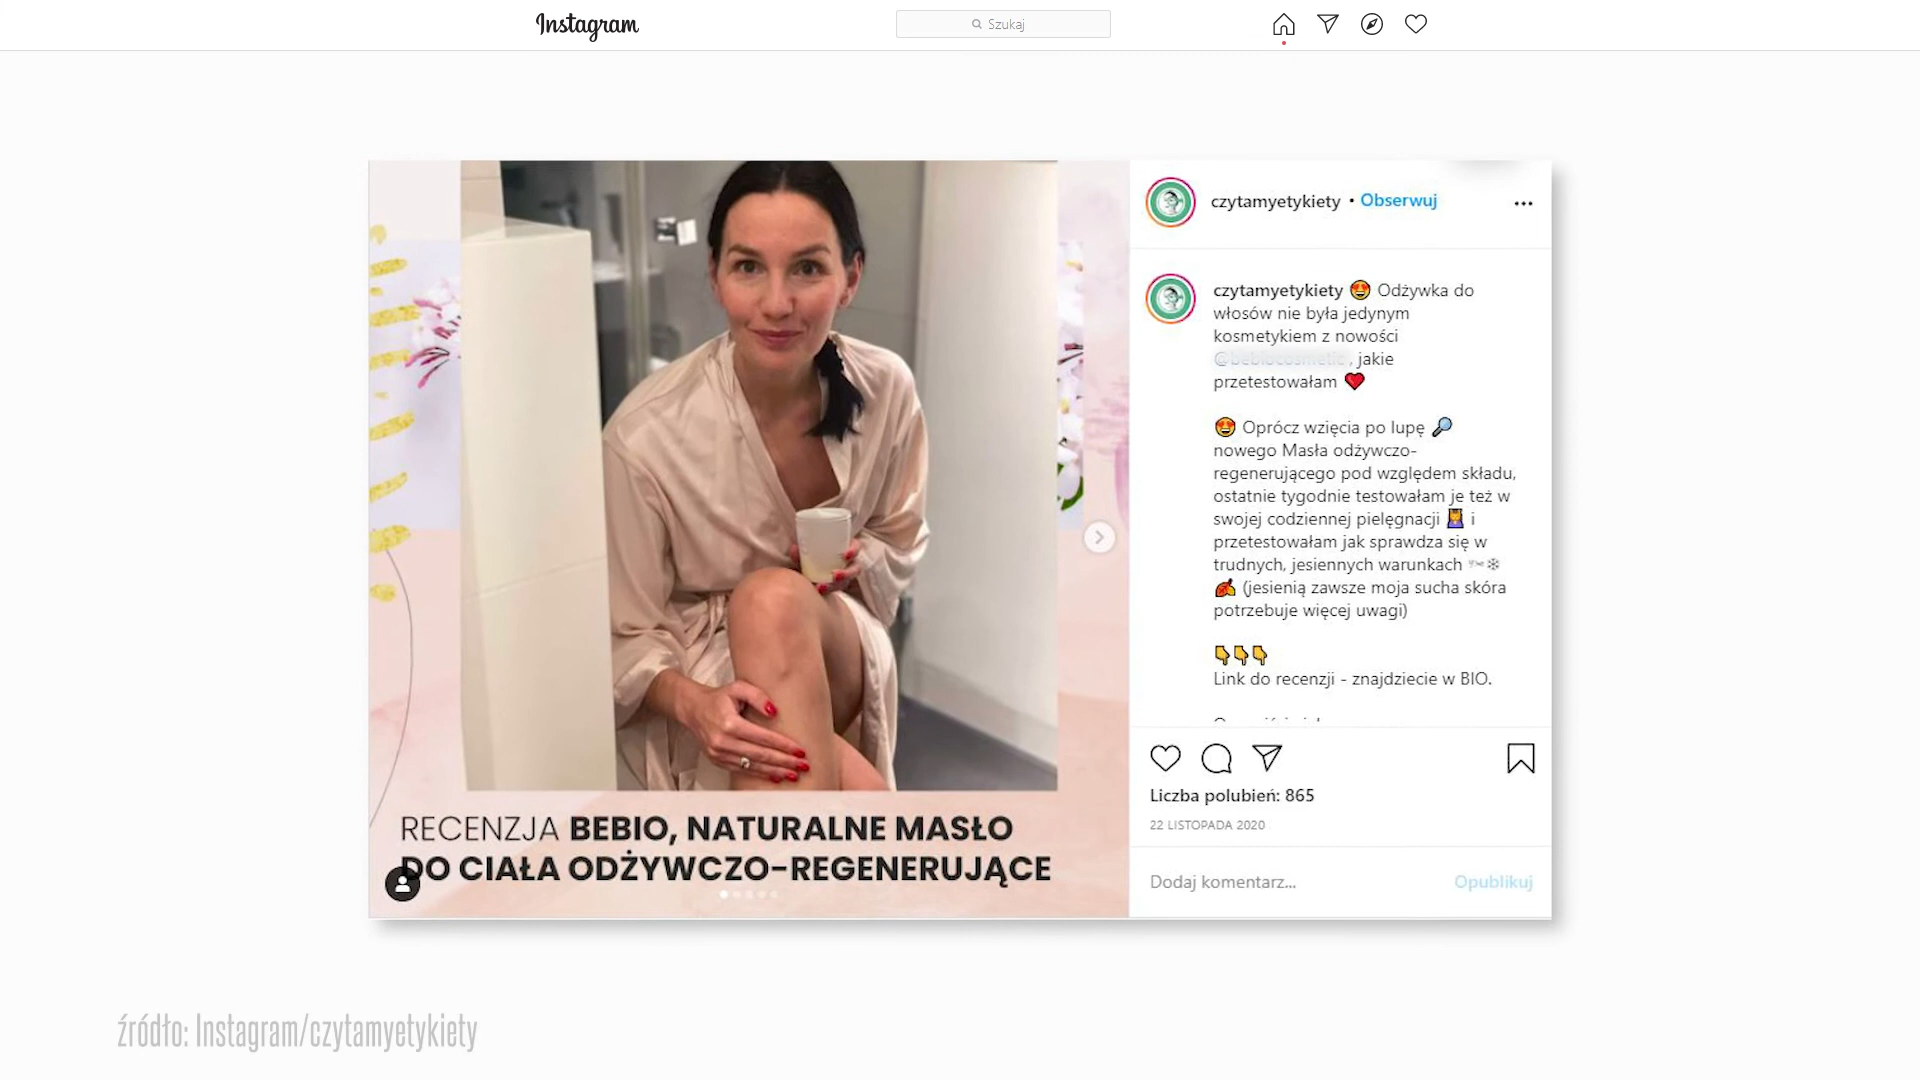 Instagram
Szukaj
czytamyetykiety • Obserwuj
czytamyetykiety 😍 Odżywka do
włosów nie była jedynym
kosmetykiem z nowości
, jakie
przetestowałam ❤️
😍 Oprócz wzięcia po lupę 🔎
nowego Masła odżywczo-
regenerującego pod względem składu,
ostatnie tygodnie testowałam je też w
swojej codziennej pielęgnacji 💆 i
przetestowałam jak sprawdza się w
trudnych, jesiennych warunkach 🌬❄
🍂 (jesienią zawsze moja sucha skóra
potrzebuje więcej uwagi)
👇👇👇
Link do recenzji - znajdziecie w BIO.
Liczba polubień: 865
22 LISTOPADA 2020
Dodaj komentarz... Opublikuj
RECENZJA BEBIO, NATURALNE MASŁO
DO CIAŁA ODŻYWCZO-REGENERUJĄCE
źródło: Instagram/czytamyetykiety